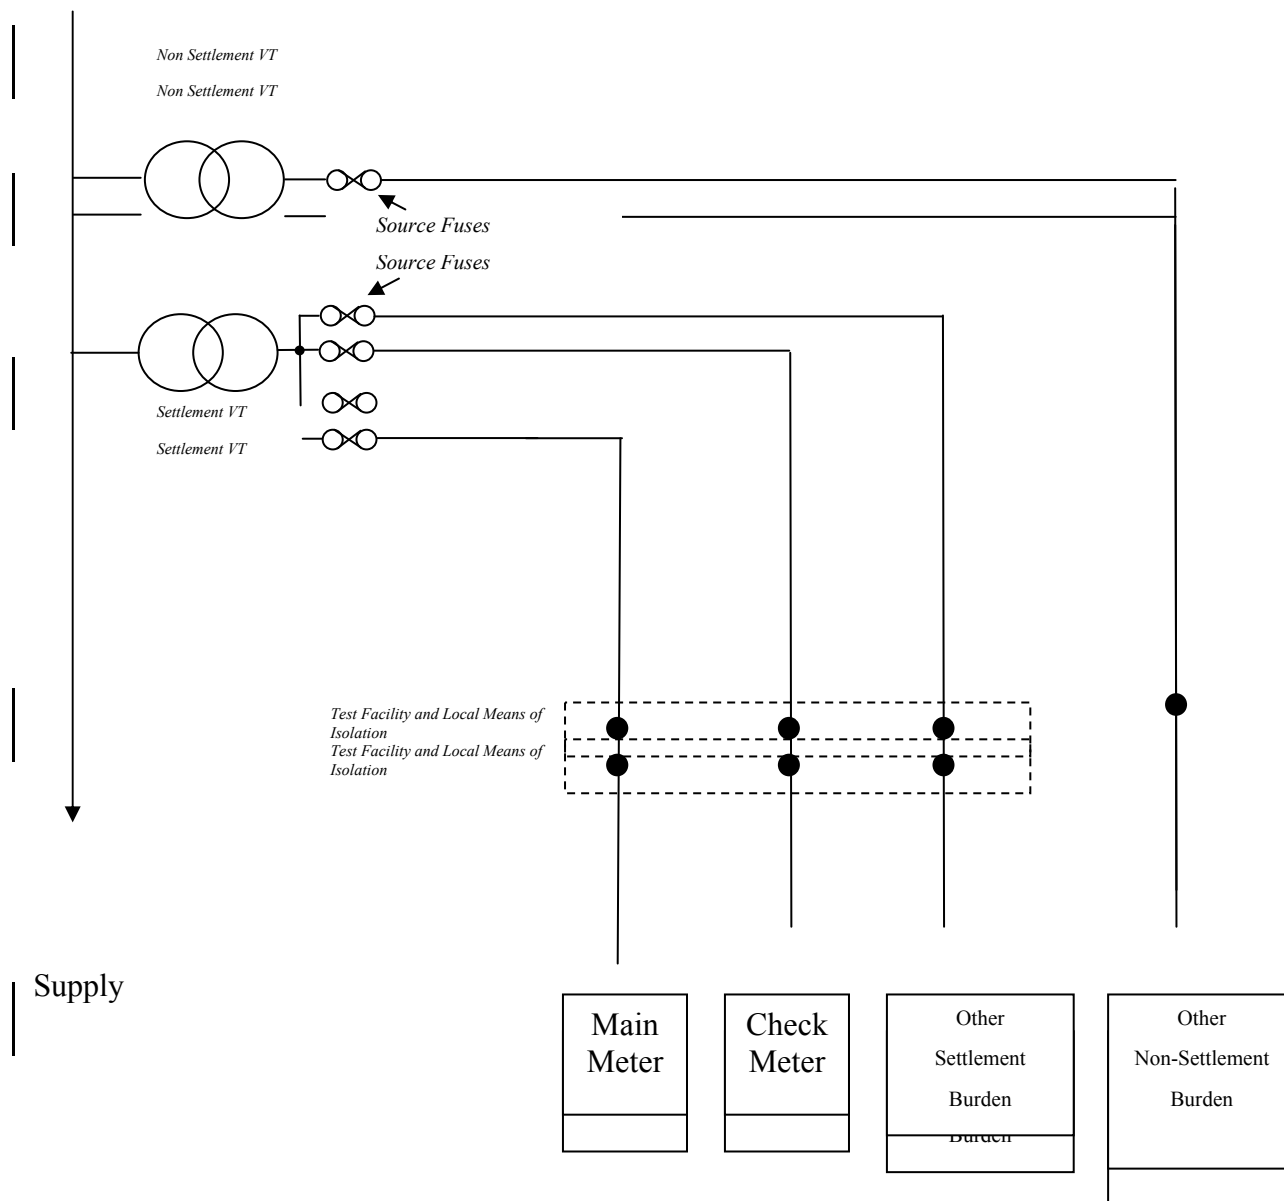 Non Settlement VT
Non Settlement VT
Source Fuses
Source Fuses
Settlement VT
Settlement VT
Test Facility and Local Means of
Isolation
Test Facility and Local Means of
Isolation
Supply
Main
Meter
Check
Meter
Other
Settlement
Burden
Burden
Other
Non-Settlement
Burden